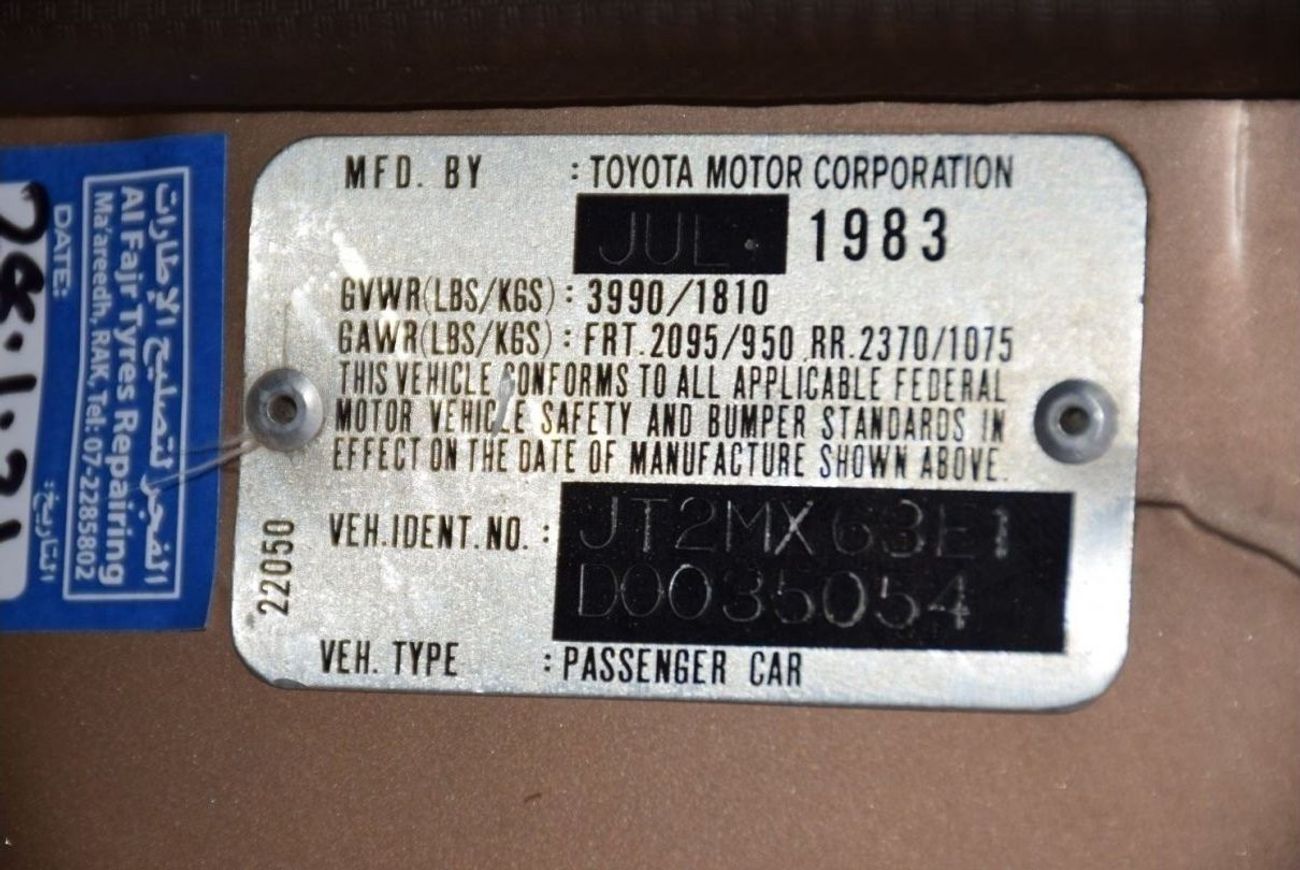 MFD. BY : TOYOTA MOTOR CORPORATION
JUL. 1983
GVWR(LBS/KGS) : 3990/1810
GAWR(LBS/KGS) : FRT.2095/950 RR.2370/1075
THIS VEHICLE CONFORMS TO ALL APPLICABLE FEDERAL
MOTOR VEHICLE SAFETY AND BUMPER STANDARDS IN
EFFECT ON THE DATE OF MANUFACTURE SHOWN ABOVE.
VEH.IDENT.NO. : JT2MX63E1
D0035054
VEH. TYPE : PASSENGER CAR
22050
الفجر لتصليح الإطارات
Al Fajr Tyres Repairing
Ma'areedh, RAK, Tel: 07-2285802
DATE: التاريخ:
28.1.21